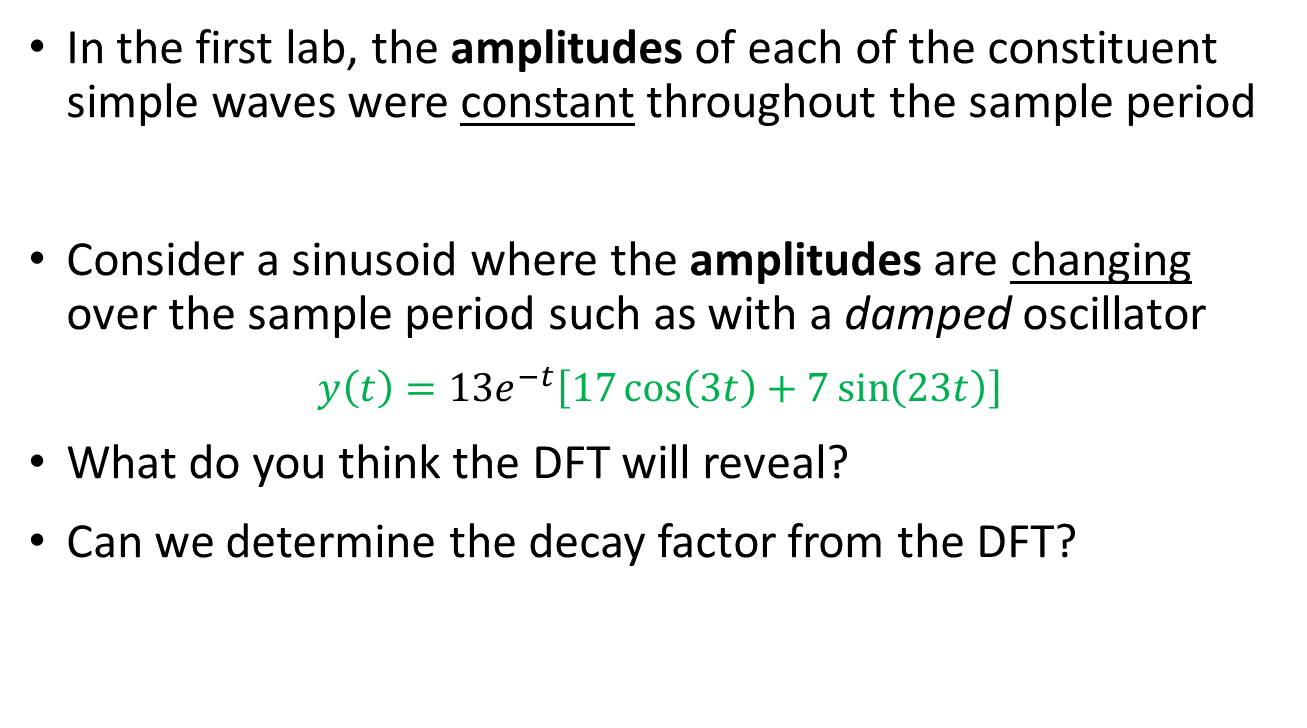 • In the first lab, the amplitudes of each of the constituent
simple waves were constant throughout the sample period
• Consider a sinusoid where the amplitudes are changing
over the sample period such as with a damped oscillator
y(t) = 13e^{−t}[17 cos(3t) + 7 sin(23t)]
• What do you think the DFT will reveal?
• Can we determine the decay factor from the DFT?